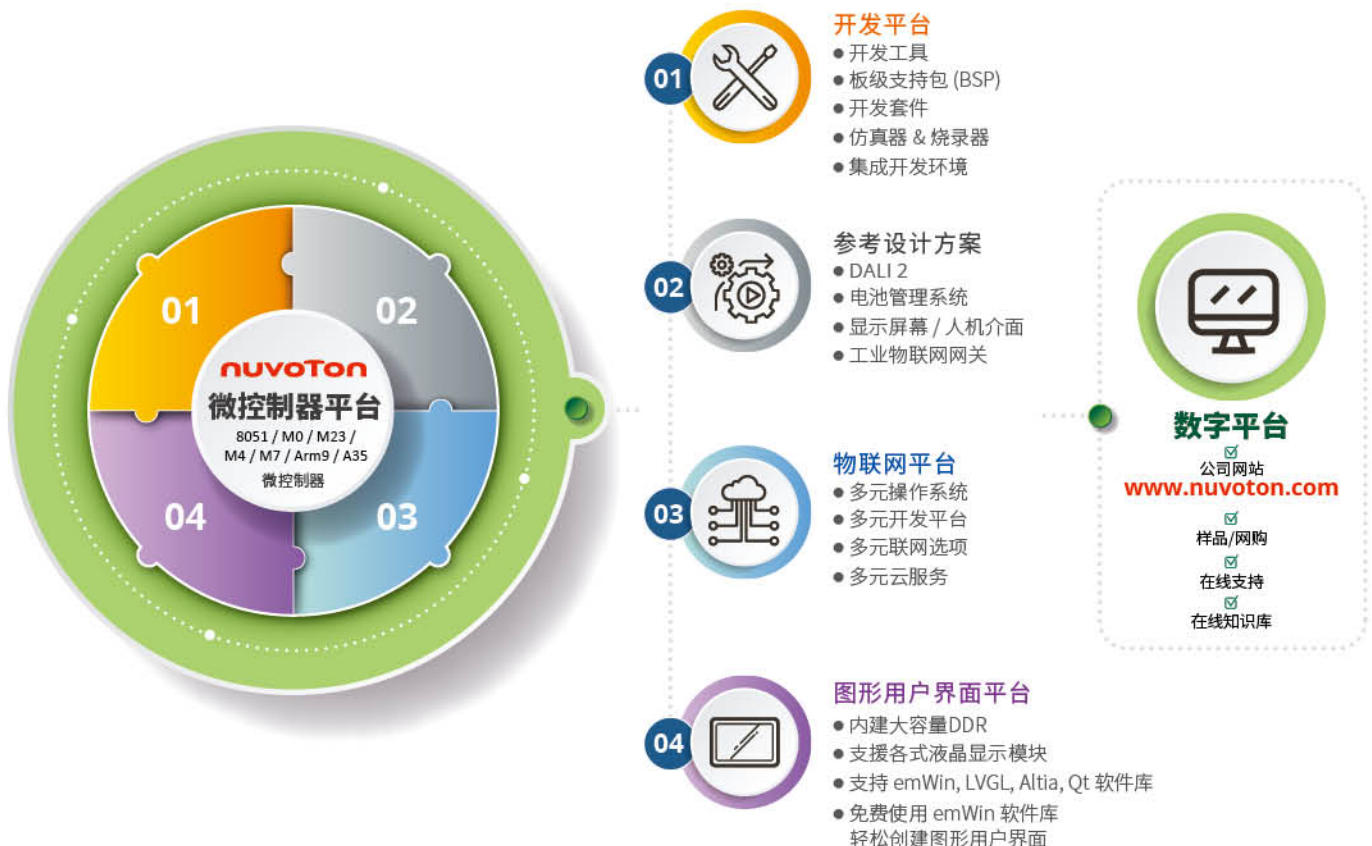 01
02
03
04
nuvoTon
微控制器平台
8051 / M0 / M23 /
M4 / M7 / Arm9 / A35
微控制器
01
开发平台
● 开发工具
● 板级支持包 (BSP)
● 开发套件
● 仿真器 & 烧录器
● 集成开发环境
02
参考设计方案
● DALI 2
● 电池管理系统
● 显示屏幕 / 人机介面
● 工业物联网网关
03
物联网平台
● 多元操作系统
● 多元开发平台
● 多元联网选项
● 多元云服务
04
图形用户界面平台
● 内建大容量DDR
● 支援各式液晶显示模块
● 支持 emWin, LVGL, Altia, Qt 软件库
● 免费使用 emWin 软件库
轻松创建图形用户界面
数字平台
公司网站
www.nuvoton.com
样品/网购
在线支持
在线知识库